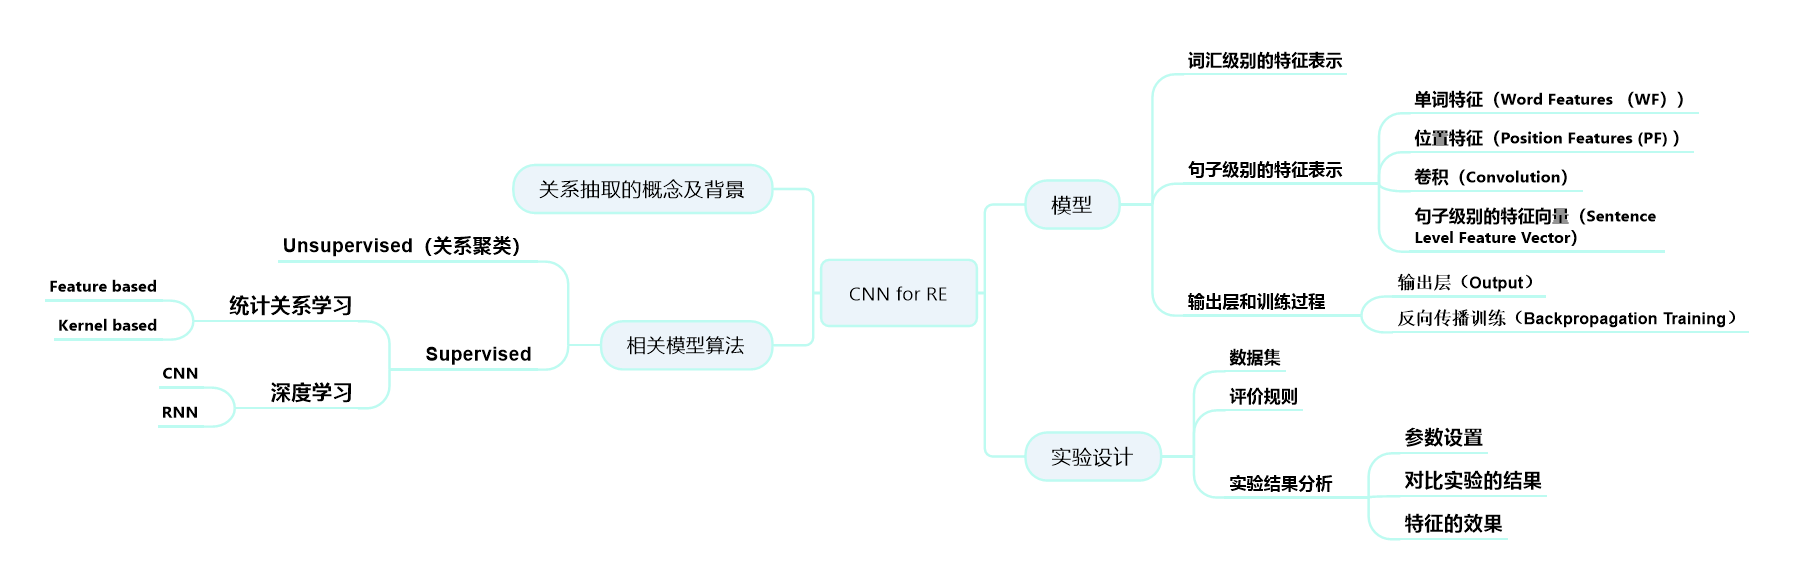 CNN for RE
关系抽取的概念及背景
相关模型算法
Unsupervised（关系聚类）
Supervised
统计关系学习
Feature based
Kernel based
深度学习
CNN
RNN
模型
词汇级别的特征表示
句子级别的特征表示
单词特征（Word Features （WF））
位置特征（Position Features (PF) ）
卷积（Convolution）
句子级别的特征向量（Sentence
Level Feature Vector）
输出层和训练过程
输出层（Output）
反向传播训练（Backpropagation Training）
实验设计
数据集
评价规则
实验结果分析
参数设置
对比实验的结果
特征的效果